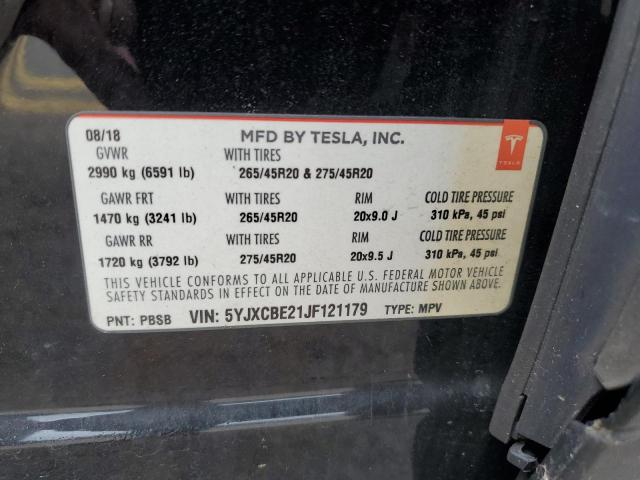 08/18 MFD BY TESLA, INC. TESLA
GVWR WITH TIRES
2990 kg (6591 lb) 265/45R20 & 275/45R20
GAWR FRT WITH TIRES RIM COLD TIRE PRESSURE
1470 kg (3241 lb) 265/45R20 20x9.0 J 310 kPa, 45 psi
GAWR RR WITH TIRES RIM COLD TIRE PRESSURE
1720 kg (3792 lb) 275/45R20 20x9.5 J 310 kPa, 45 psi
THIS VEHICLE CONFORMS TO ALL APPLICABLE U.S. FEDERAL MOTOR VEHICLE
SAFETY STANDARDS IN EFFECT ON THE DATE OF MANUFACTURE SHOWN ABOVE.
PNT: PBSB VIN: 5YJXCBE21JF121179 TYPE: MPV